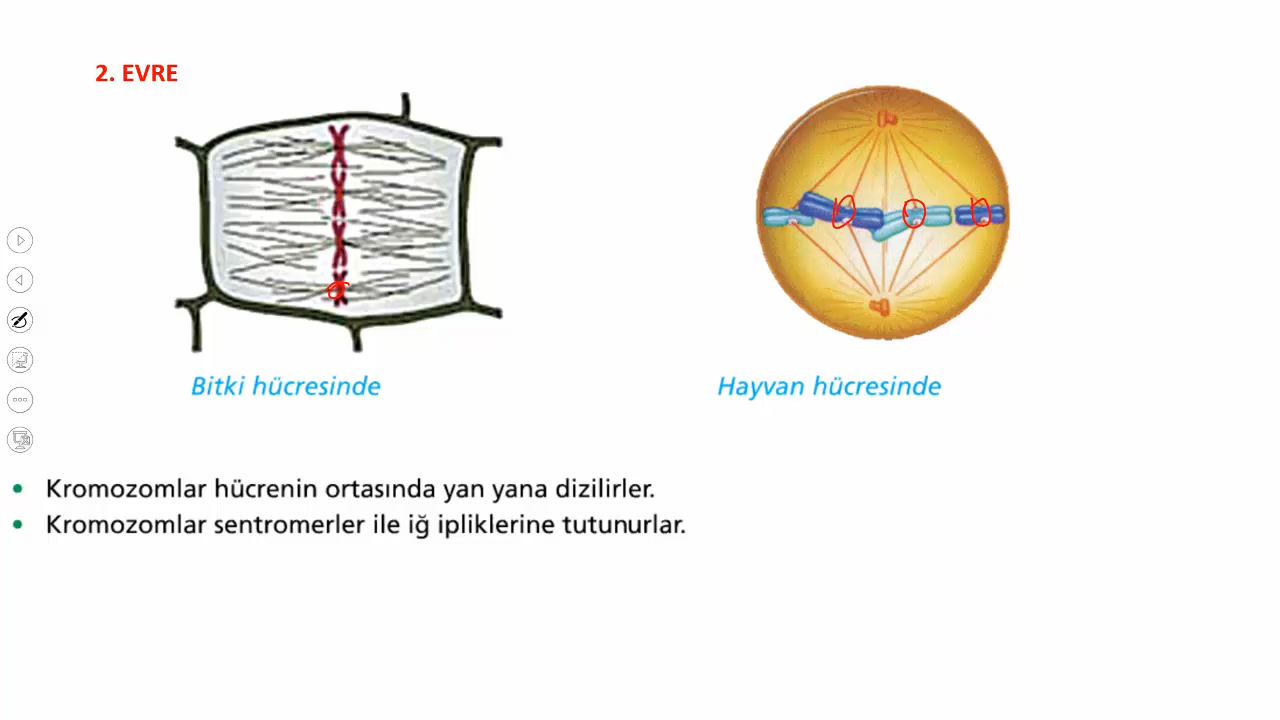 2. EVRE
Bitki hücresinde
Hayvan hücresinde
• Kromozomlar hücrenin ortasında yan yana dizilirler.
• Kromozomlar sentromerler ile iğ ipliklerine tutunurlar.